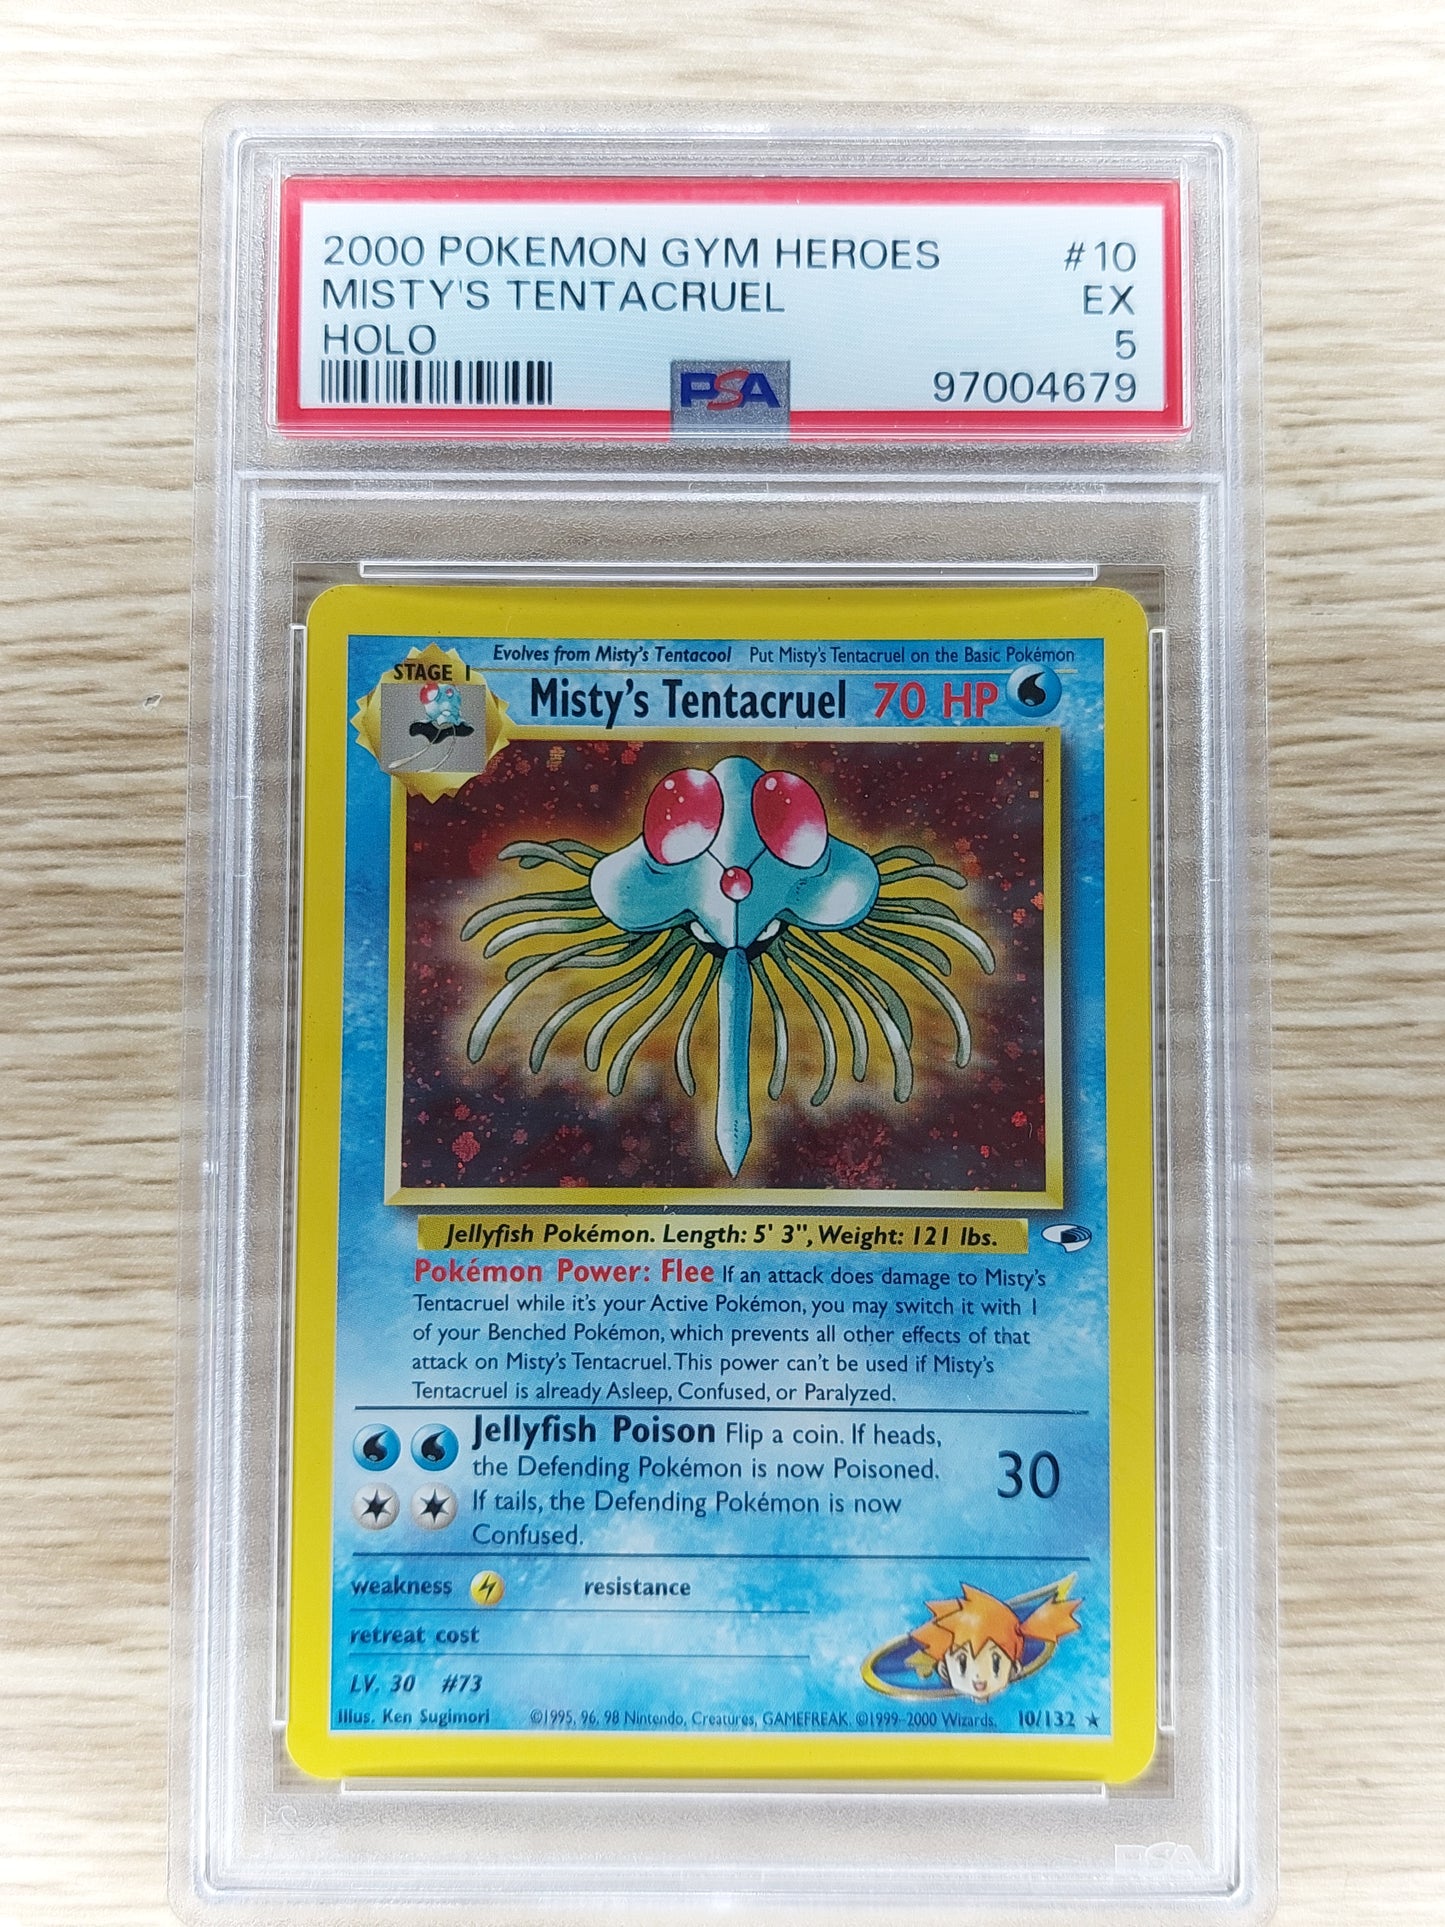 2000 POKEMON GYM HEROES #10
MISTY'S TENTACRUEL EX
HOLO 5
PSA 97004679
Evolves from Misty's Tentacool Put Misty's Tentacruel on the Basic Pokémon
STAGE 1
Misty's Tentacruel 70 HP
Jellyfish Pokémon. Length: 5' 3", Weight: 121 lbs.
Pokémon Power: Flee If an attack does damage to Misty's
Tentacruel while it's your Active Pokémon, you may switch it with 1
of your Benched Pokémon, which prevents all other effects of that
attack on Misty's Tentacruel. This power can't be used if Misty's
Tentacruel is already Asleep, Confused, or Paralyzed.
Jellyfish Poison Flip a coin. If heads,
the Defending Pokémon is now Poisoned. 30
If tails, the Defending Pokémon is now
Confused.
weakness resistance
retreat cost
LV. 30 #73
Illus. Ken Sugimori ©1995, 96, 98 Nintendo, Creatures, GAMEFREAK. ©1999-2000 Wizards. 10/132 ★
PSA